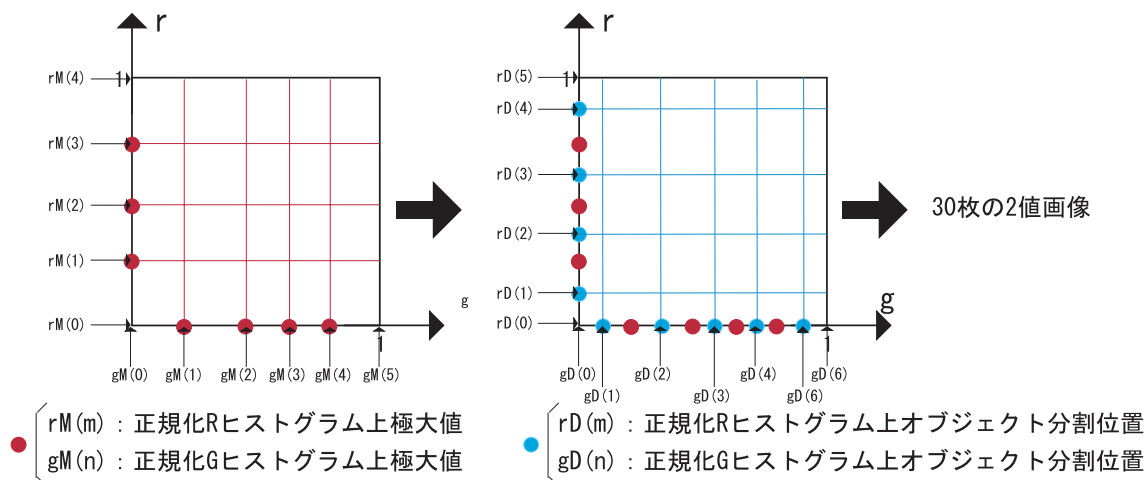 r
rM(4)
1
rM(3)
rM(2)
rM(1)
rM(0)
g
1
gM(0) gM(1) gM(2) gM(3) gM(4) gM(5)
r
rD(5)
1
rD(4)
rD(3)
rD(2)
rD(1)
rD(0)
g
1
gD(0) gD(2) gD(4) gD(6)
gD(1) gD(3) gD(6)
30枚の2値画像
rM(m) : 正規化Rヒストグラム上極大値
gM(n) : 正規化Gヒストグラム上極大値
rD(m) : 正規化Rヒストグラム上オブジェクト分割位置
gD(n) : 正規化Gヒストグラム上オブジェクト分割位置